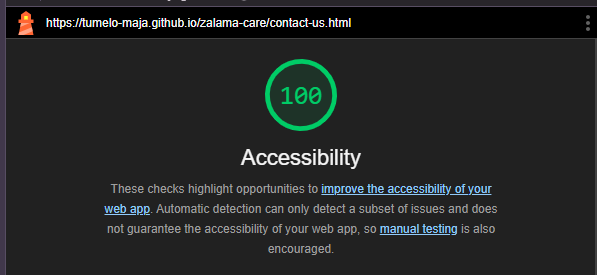 https://tumelo-maja.github.io/zalama-care/contact-us.html
100
Accessibility
These checks highlight opportunities to improve the accessibility of your
web app. Automatic detection can only detect a subset of issues and does
not guarantee the accessibility of your web app, so manual testing is also
encouraged.